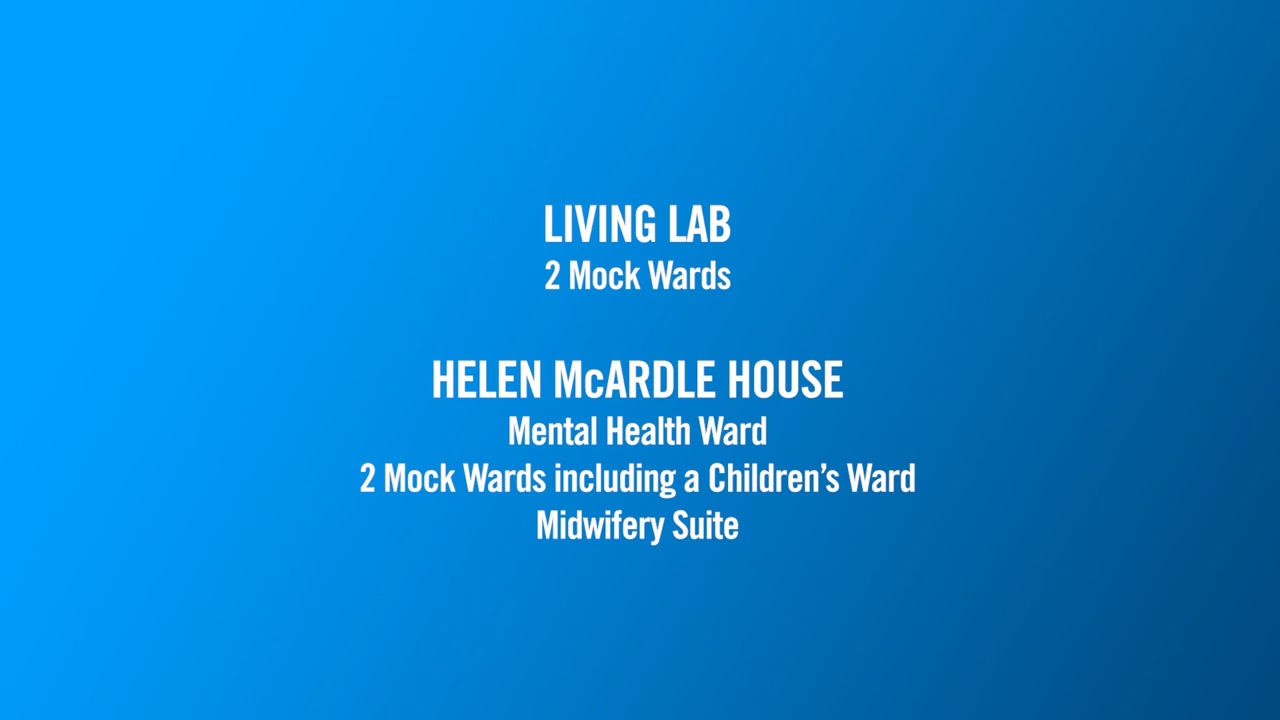 LIVING LAB
2 Mock Wards
HELEN McARDLE HOUSE
Mental Health Ward
2 Mock Wards including a Children’s Ward
Midwifery Suite